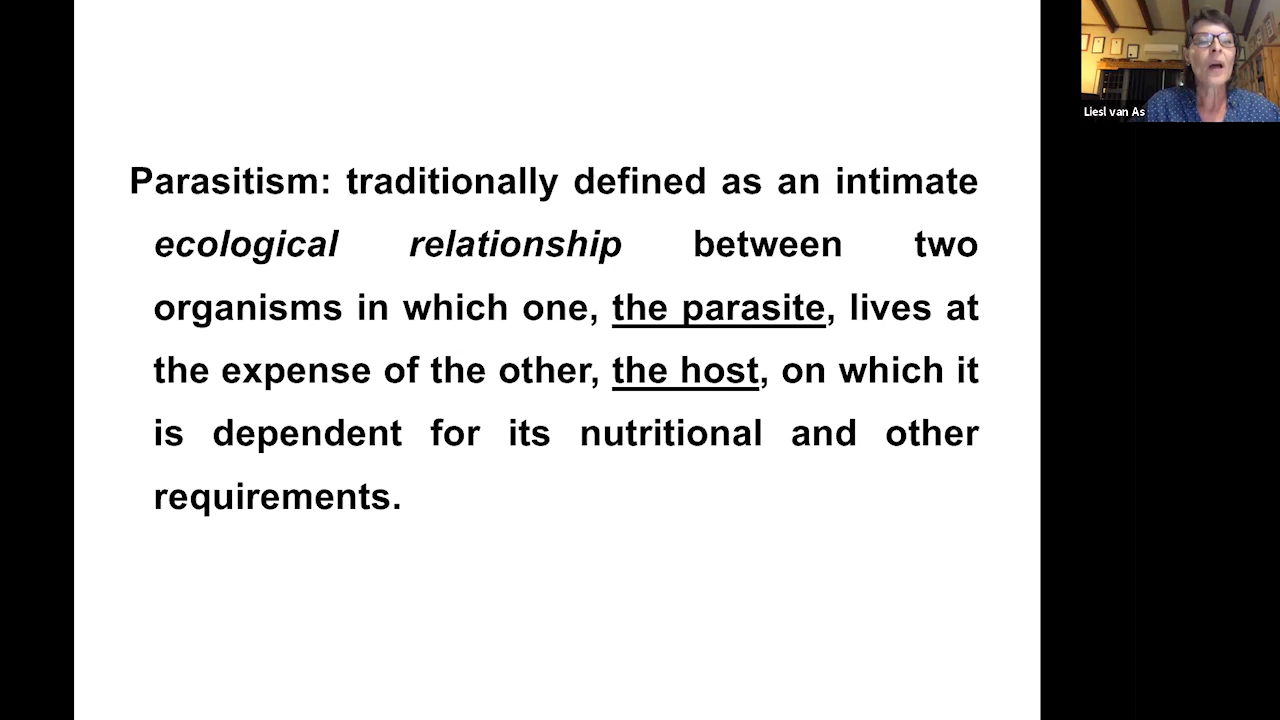 Parasitism: traditionally defined as an intimate
ecological relationship between two
organisms in which one, the parasite, lives at
the expense of the other, the host, on which it
is dependent for its nutritional and other
requirements.
Liesl van As